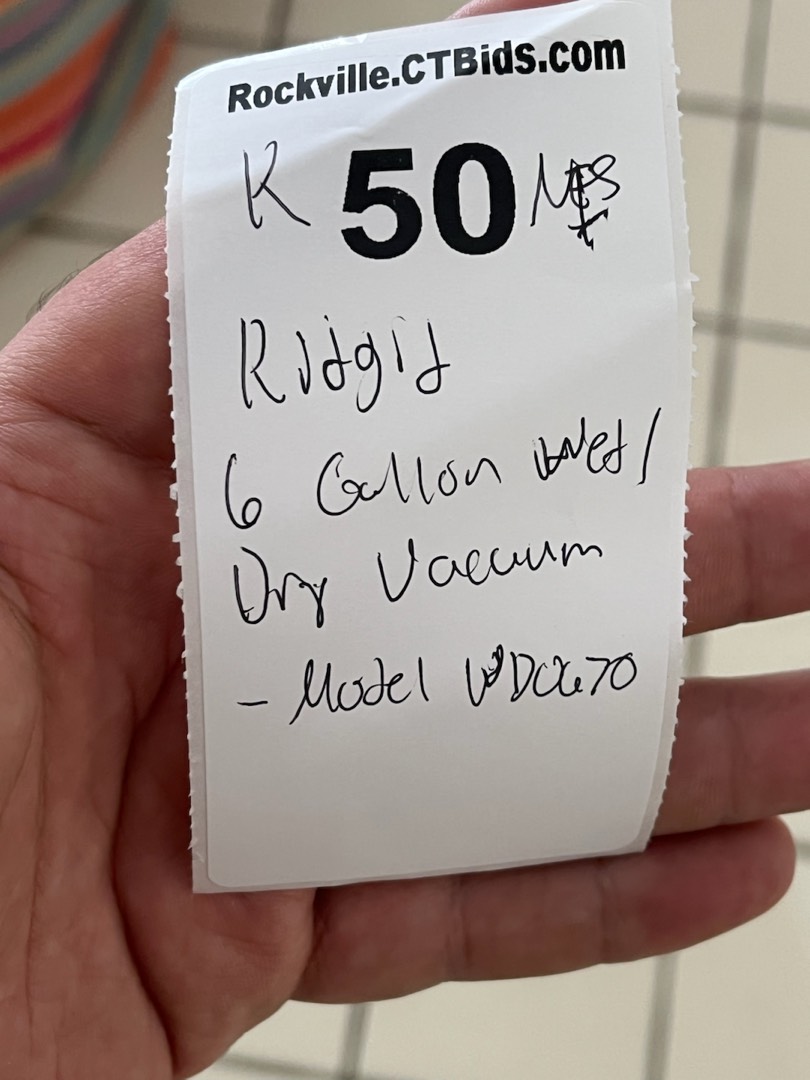 Rockville.CTBids.com
K 50
Ridgid
6 Gallon Wet/
Dry Vacuum
- Model WD0670